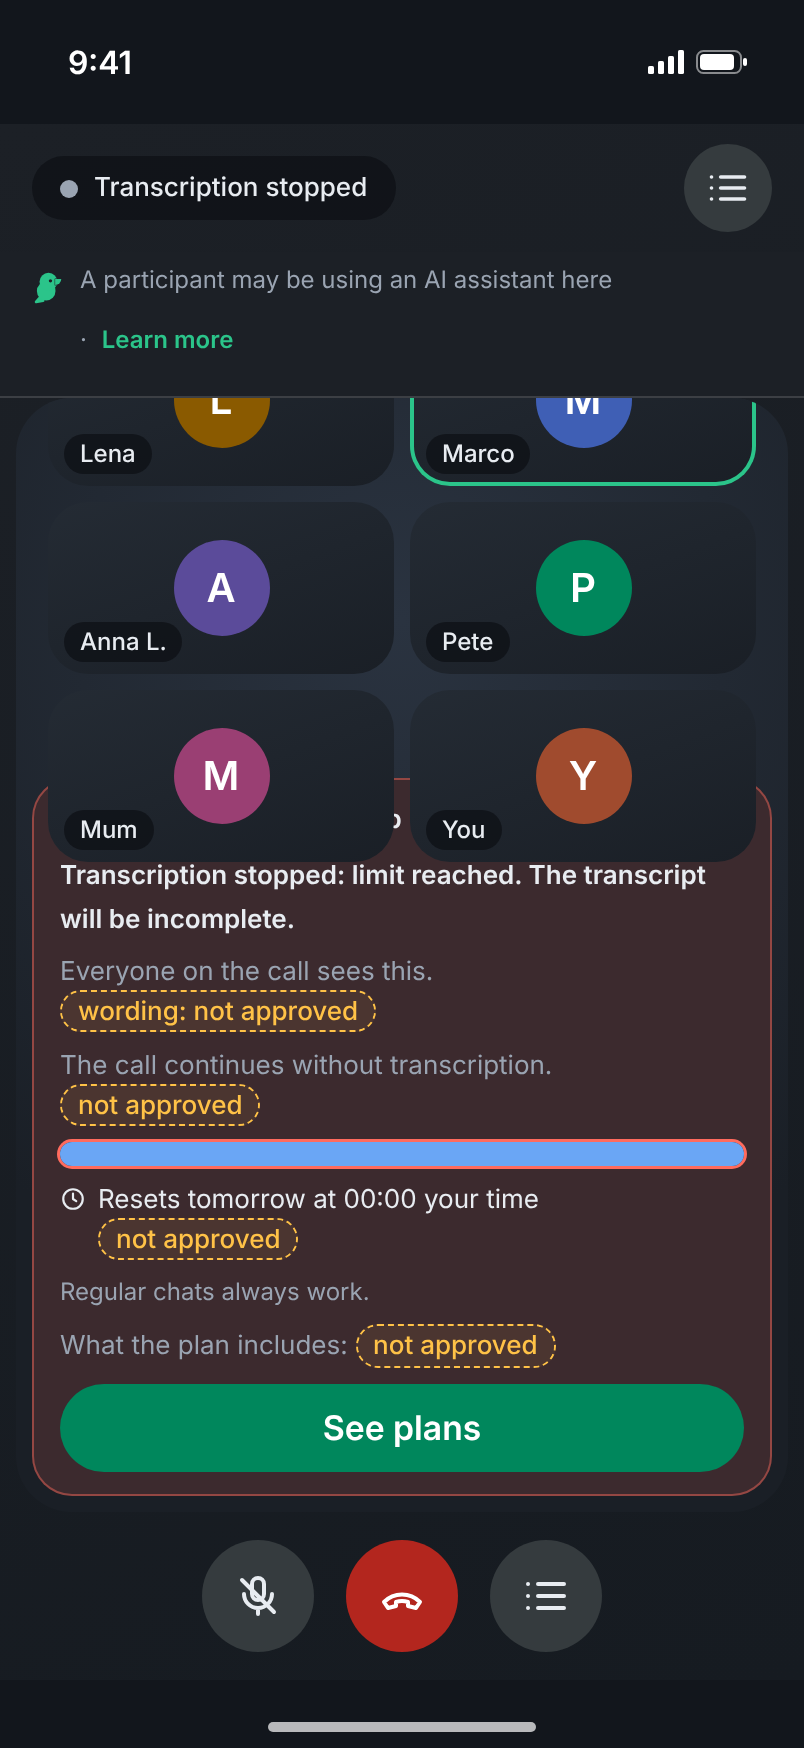 9:41
Transcription stopped
A participant may be using an AI assistant here
· Learn more
L
M
Lena
Marco
A
P
Anna L.
Pete
M
Y
Mum
You
Transcription stopped: limit reached. The transcript
will be incomplete.
Everyone on the call sees this.
wording: not approved
The call continues without transcription.
not approved
Resets tomorrow at 00:00 your time
not approved
Regular chats always work.
What the plan includes: not approved
See plans